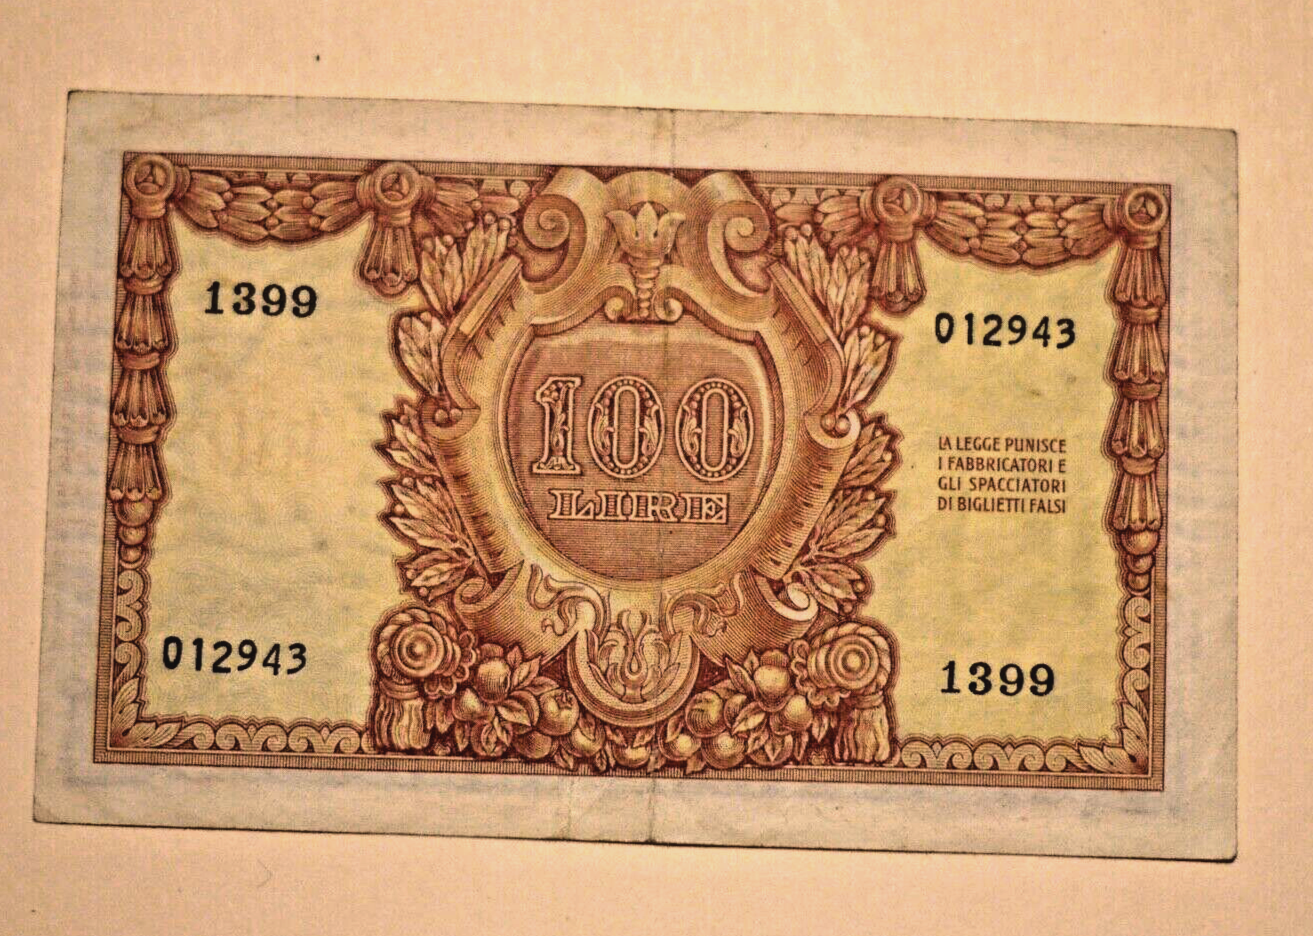 1399
012943
100
LIRE
LA LEGGE PUNISCE
I FABBRICATORI E
GLI SPACCIATORI
DI BIGLIETTI FALSI
012943
1399